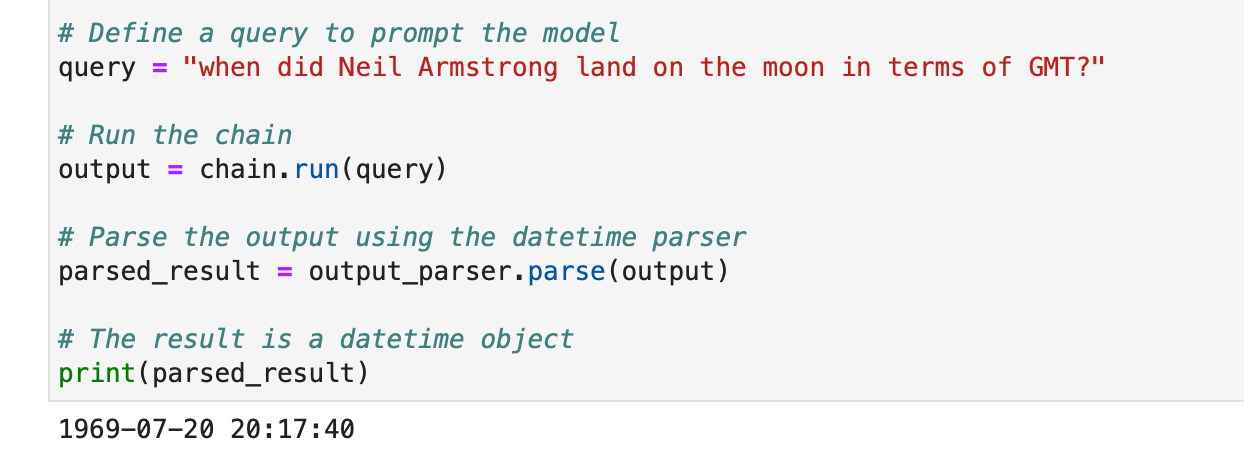 # Define a query to prompt the model
query = "when did Neil Armstrong land on the moon in terms of GMT?"
# Run the chain
output = chain.run(query)
# Parse the output using the datetime parser
parsed_result = output_parser.parse(output)
# The result is a datetime object
print(parsed_result)
1969-07-20 20:17:40